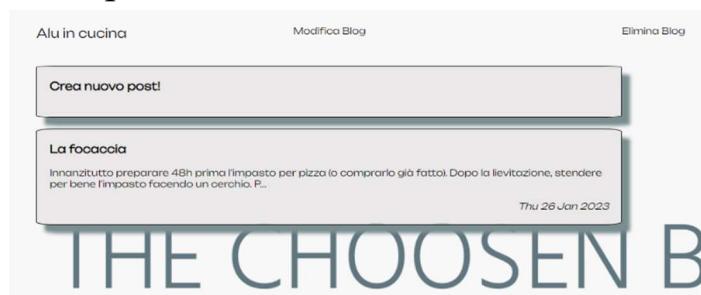 Alu in cucina Modifica Blog Elimina Blog
Crea nuovo post!
La focaccia
Innanzitutto preparare 48h prima l'impasto per pizza (o comprarlo già fatto). Dopo la lievitazione, stendere
per bene l'impasto facendo un cerchio. P...
Thu 26 Jan 2023
THE CHOOSEN B